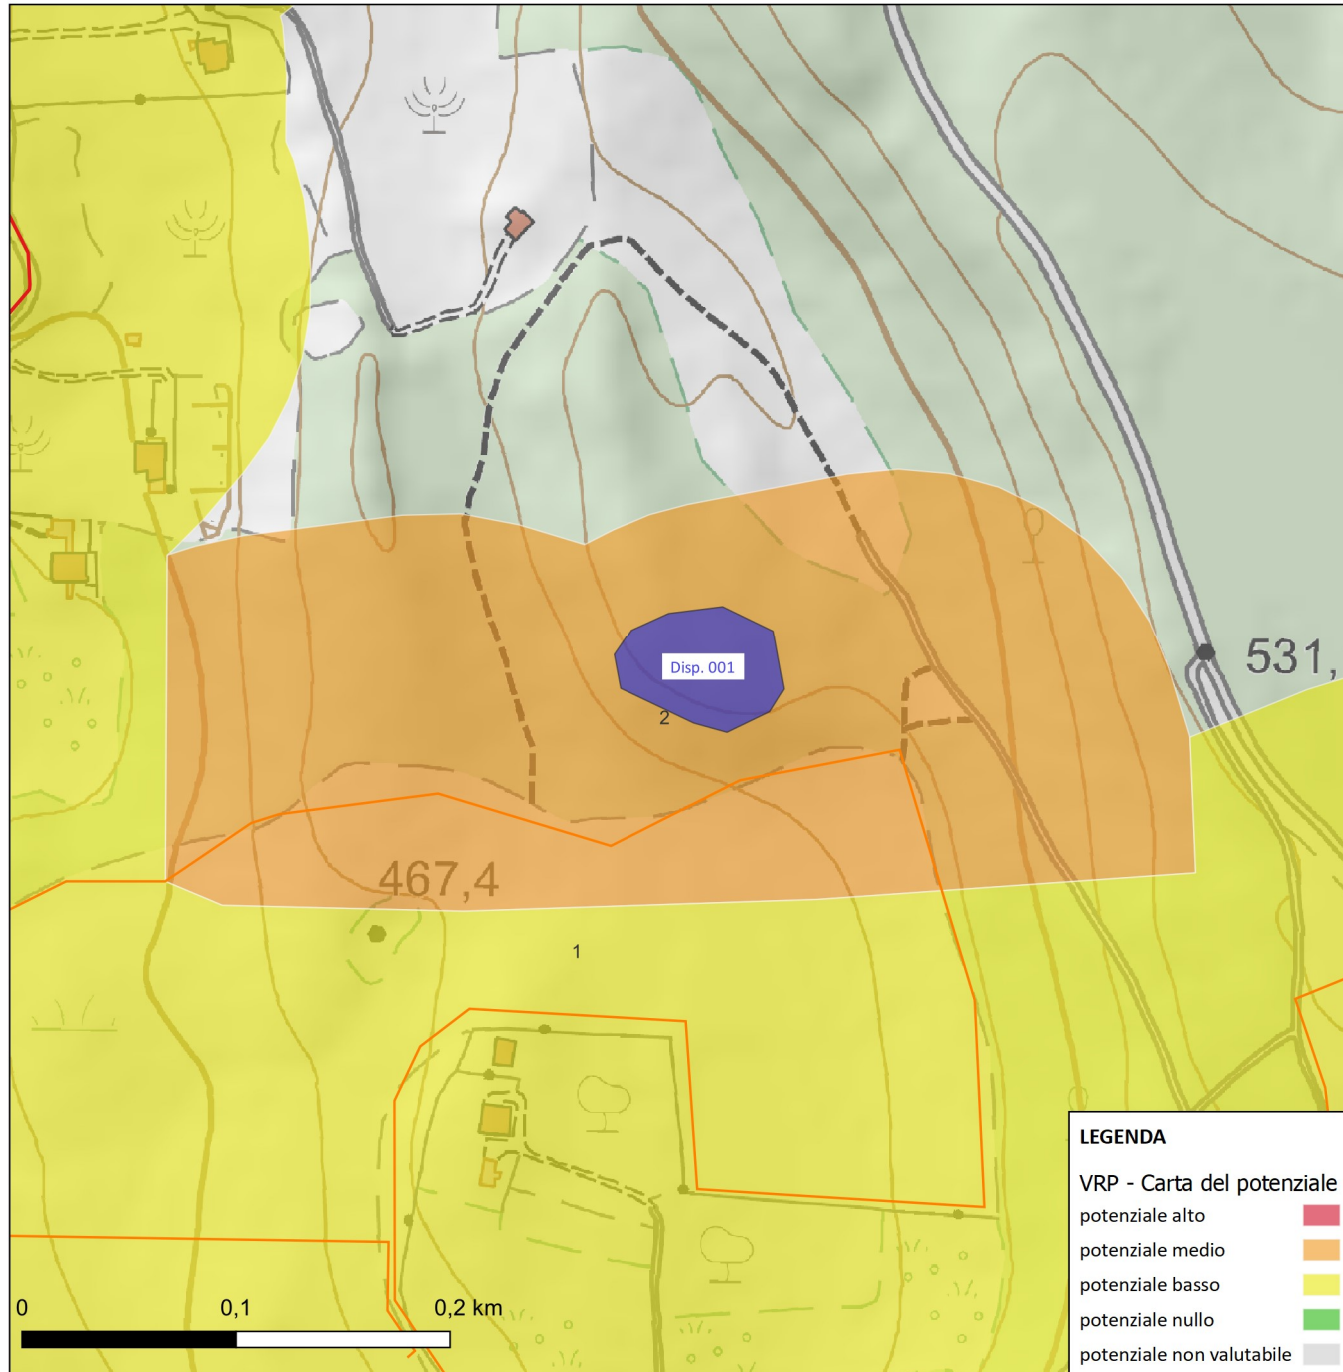 531,
Disp. 001
2
467,4
1
LEGENDA
VRP - Carta del potenziale
potenziale alto
potenziale medio
potenziale basso
potenziale nullo
potenziale non valutabile
0 0,1 0,2 km